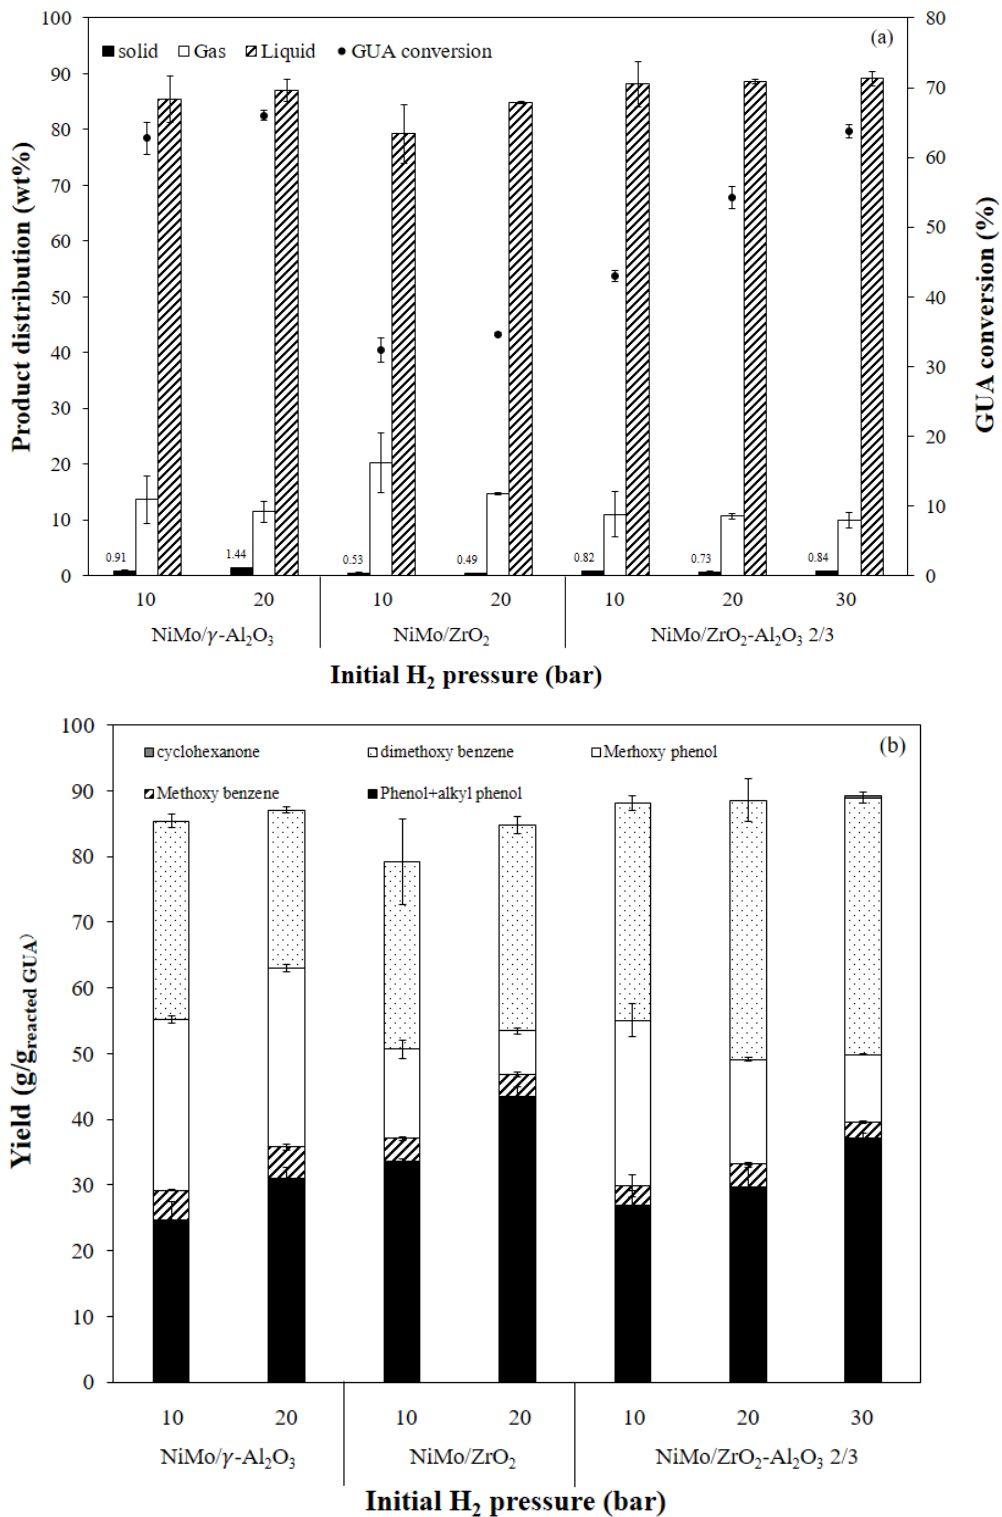 (a)
solid Gas Liquid GUA conversion
Product distribution (wt%)
100
90
80
70
60
50
40
30
20
10
0
GUA conversion (%)
80
70
60
50
40
30
20
10
0
0.91 1.44 0.53 0.49 0.82 0.73 0.84
10 20 10 20 10 20 30
NiMo/γ-Al₂O₃ NiMo/ZrO₂ NiMo/ZrO₂-Al₂O₃ 2/3
Initial H₂ pressure (bar)
(b)
cyclohexanone dimethoxy benzene Merhoxy phenol
Methoxy benzene Phenol+alkyl phenol
Yield (g/g reacted GUA)
100
90
80
70
60
50
40
30
20
10
0
10 20 10 20 10 20 30
NiMo/γ-Al₂O₃ NiMo/ZrO₂ NiMo/ZrO₂-Al₂O₃ 2/3
Initial H₂ pressure (bar)